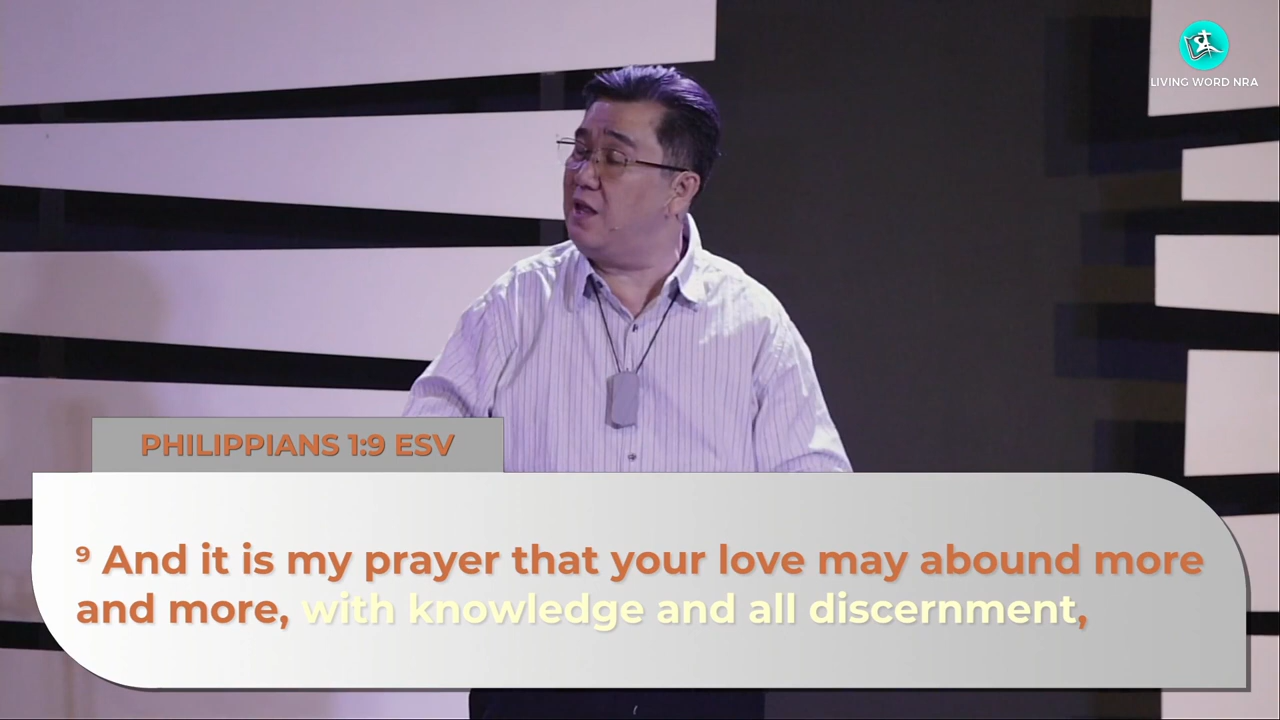 LIVING WORD NRA
PHILIPPIANS 1:9 ESV
⁹ And it is my prayer that your love may abound more
and more, with knowledge and all discernment,